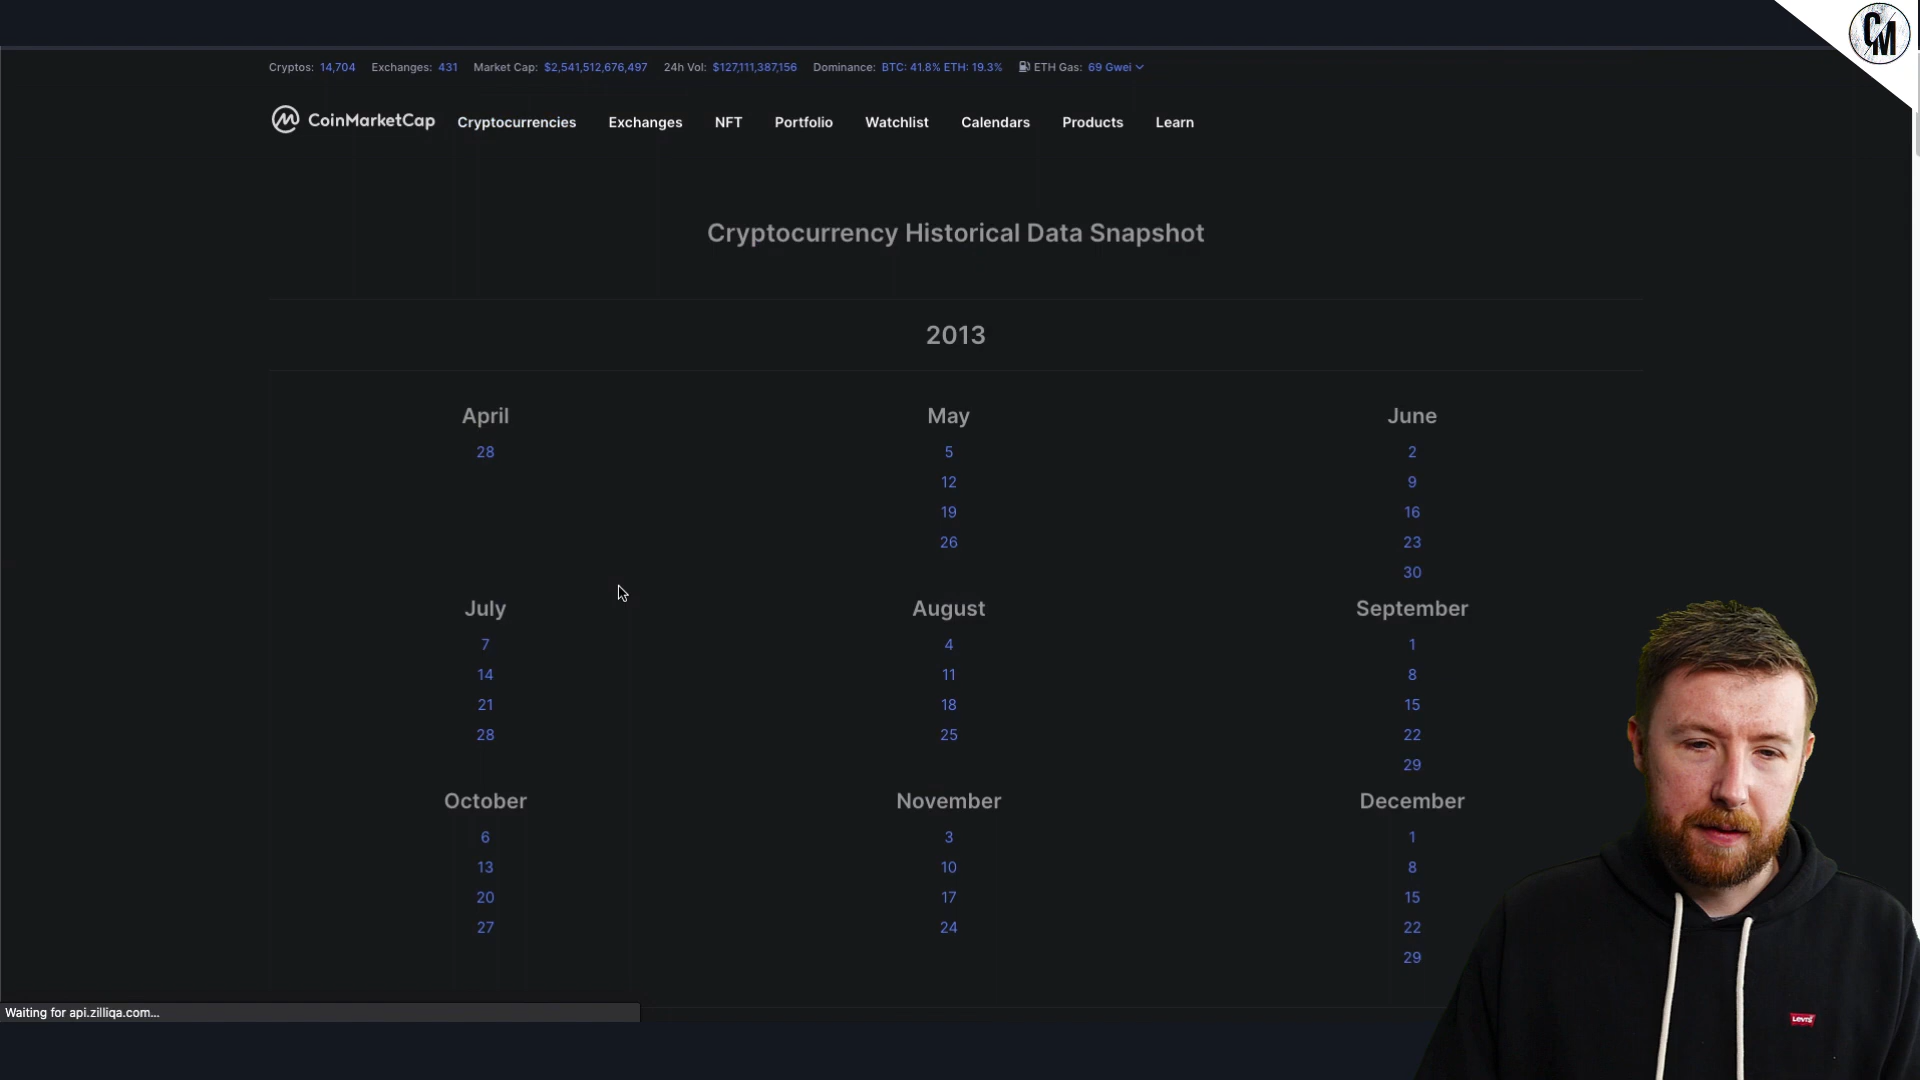 Cryptos: 14,704 Exchanges: 431 Market Cap: $2,541,512,676,497 24h Vol: $127,111,387,156 Dominance: BTC: 41.8% ETH: 19.3% ETH Gas: 69 Gwei
CM
CoinMarketCap Cryptocurrencies Exchanges NFT Portfolio Watchlist Calendars Products Learn
Cryptocurrency Historical Data Snapshot
2013
April May June
28 5 2
12 9
19 16
26 23
30
July August September
7 4 1
14 11 8
21 18 15
28 25 22
29
October November December
6 3 1
13 10 8
20 17 15
27 24 22
29
Waiting for api.zilliqa.com...
Levi's